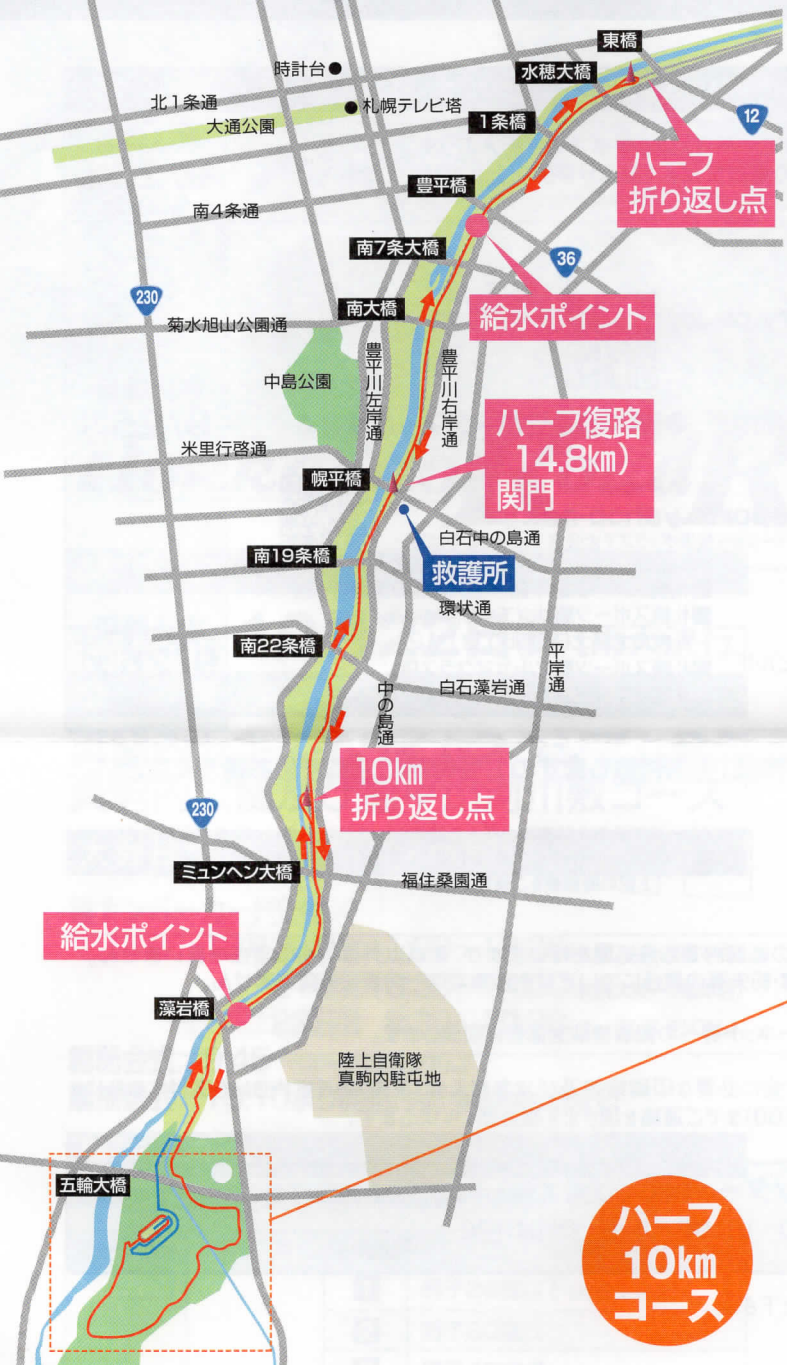 東橋
水穂大橋
時計台
札幌テレビ塔
北1条通
大通公園
1条橋
12
ハーフ
折り返し点
豊平橋
南4条通
南7条大橋
36
230
南大橋
給水ポイント
菊水旭山公園通
中島公園
豊平川左岸通
豊平川右岸通
ハーフ復路
14.8km)
関門
米里行啓通
幌平橋
白石中の島通
南19条橋
救護所
環状通
南22条橋
平岸通
白石藻岩通
中の島通
10km
折り返し点
230
ミュンヘン大橋
福住桑園通
給水ポイント
藻岩橋
陸上自衛隊
真駒内駐屯地
五輪大橋
ハーフ
10km
コース